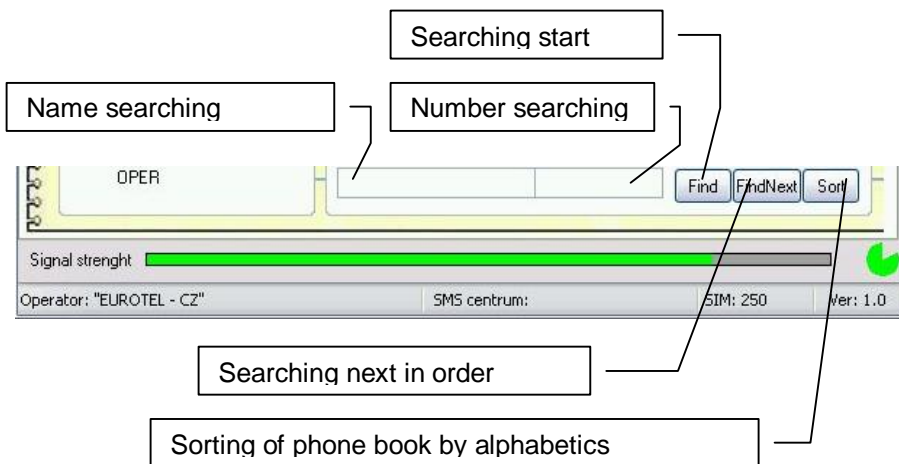 Searching start
Name searching
Number searching
OPER
Find FindNext Sort
Signal strenght
Operator: "EUROTEL - CZ" SMS centrum: SIM: 250 Ver: 1.0
Searching next in order
Sorting of phone book by alphabetics